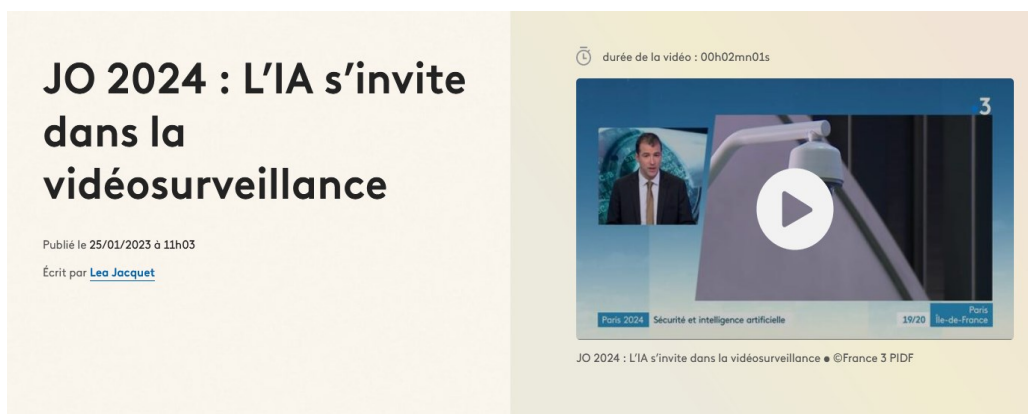 JO 2024 : L'IA s'invite
dans la
vidéosurveillance
Publié le 25/01/2023 à 11h03
Écrit par Lea Jacquet
durée de la vidéo : 00h02mn01s
3
Paris 2024 Sécurité et intelligence artificielle
19/20 Paris
Île-de-France
JO 2024 : L'IA s'invite dans la vidéosurveillance • ©France 3 PIDF